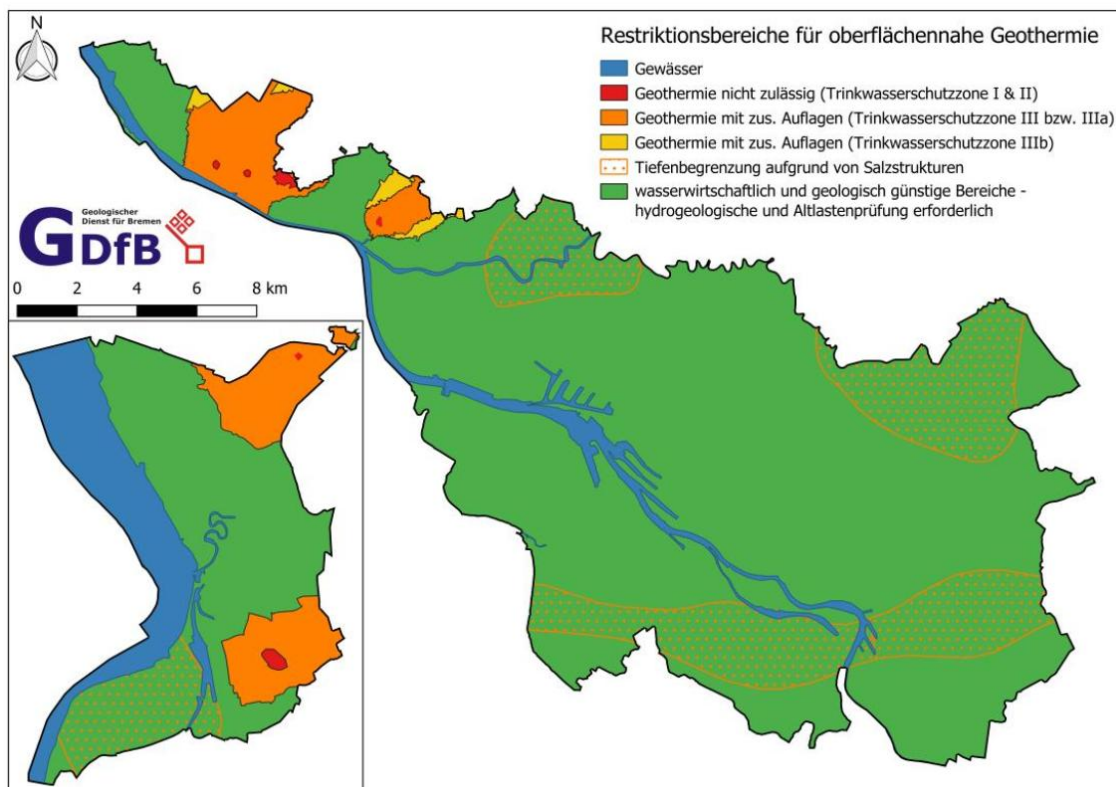 N
Restriktionsbereiche für oberflächennahe Geothermie
Gewässer
Geothermie nicht zulässig (Trinkwasserschutzzone I & II)
Geothermie mit zus. Auflagen (Trinkwasserschutzzone III bzw. IIIa)
Geothermie mit zus. Auflagen (Trinkwasserschutzzone IIIb)
Tiefenbegrenzung aufgrund von Salzstrukturen
wasserwirtschaftlich und geologisch günstige Bereiche -
hydrogeologische und Altlastenprüfung erforderlich
Geologischer
Dienst für Bremen
GDfB
0 2 4 6 8 km